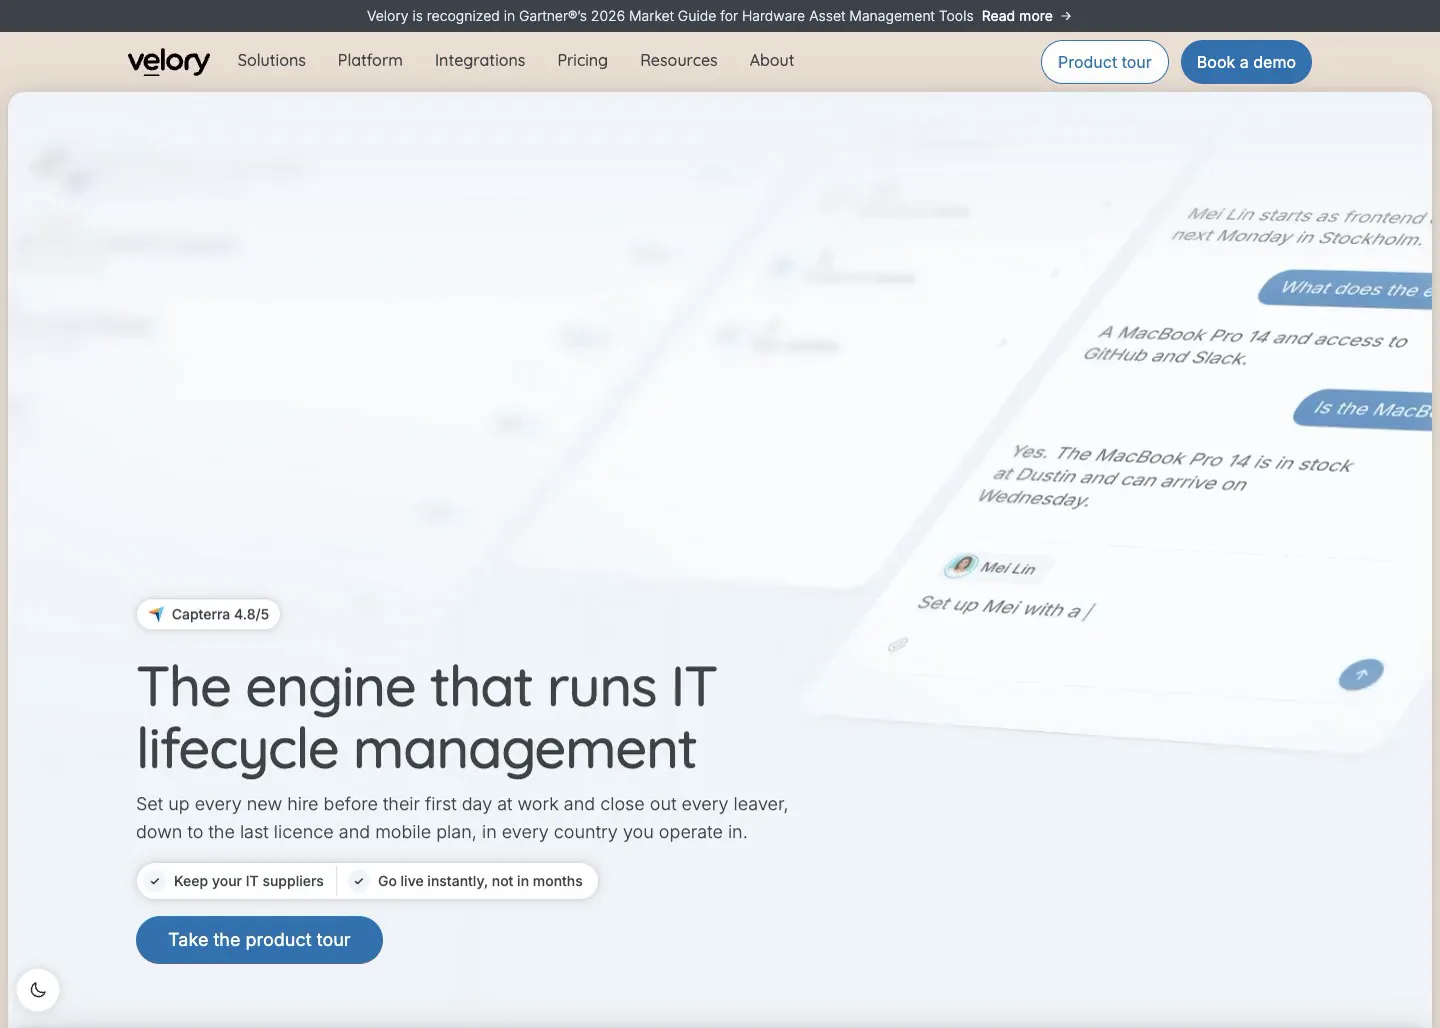 Velory is recognized in Gartner®'s 2026 Market Guide for Hardware Asset Management Tools Read more →
velory
Solutions
Platform
Integrations
Pricing
Resources
About
Product tour
Book a demo
Mei Lin starts as frontend
next Monday in Stockholm.
What does the
A MacBook Pro 14 and access to
GitHub and Slack.
Is the MacB
Yes. The MacBook Pro 14 is in stock
at Dustin and can arrive on
Wednesday.
Mei Lin
Set up Mei with a
Capterra 4.8/5
The engine that runs IT
lifecycle management
Set up every new hire before their first day at work and close out every leaver,
down to the last licence and mobile plan, in every country you operate in.
Keep your IT suppliers
Go live instantly, not in months
Take the product tour